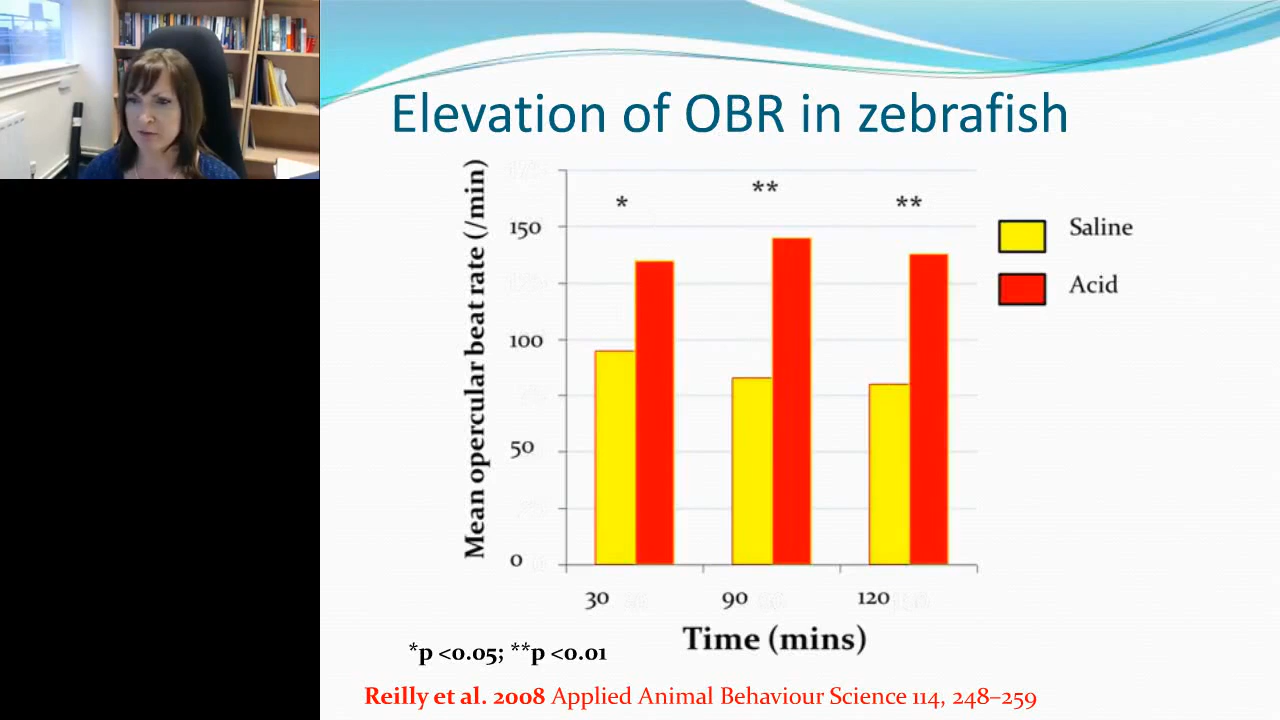 Elevation of OBR in zebrafish
Mean opercular beat rate (/min)
150
100
50
0
*
**
**
Saline
Acid
30
90
120
Time (mins)
*p <0.05; **p <0.01
Reilly et al. 2008 Applied Animal Behaviour Science 114, 248–259